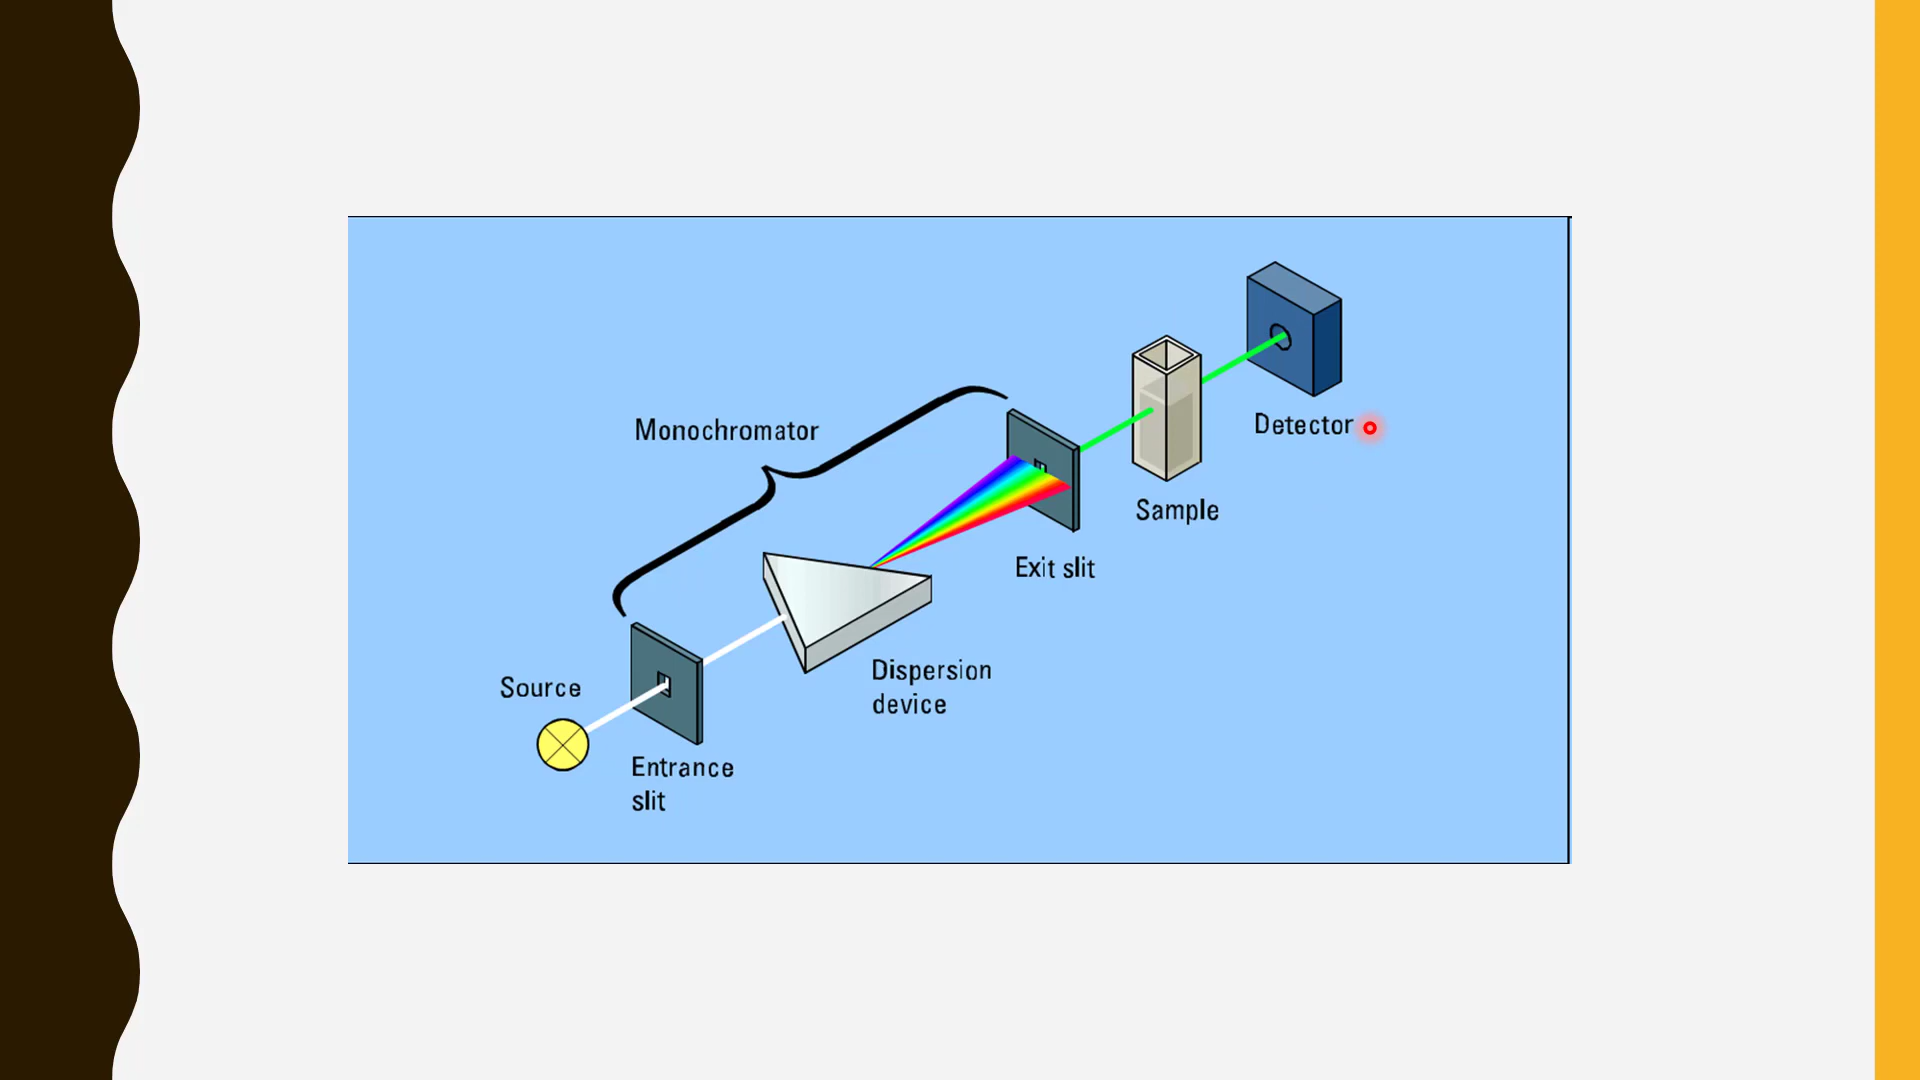 Monochromator
Detector
Sample
Exit slit
Dispersion
device
Source
Entrance
slit